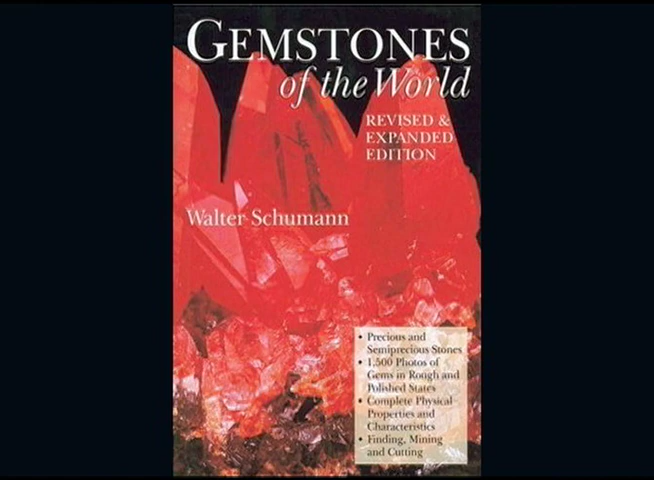 GEMSTONES
of the World
REVISED &
EXPANDED
EDITION
Walter Schumann
• Precious and
Semiprecious Stones
• 1,500 Photos of
Gems in Rough and
Polished States
• Complete Physical
Properties and
Characteristics
• Finding, Mining
and Cutting